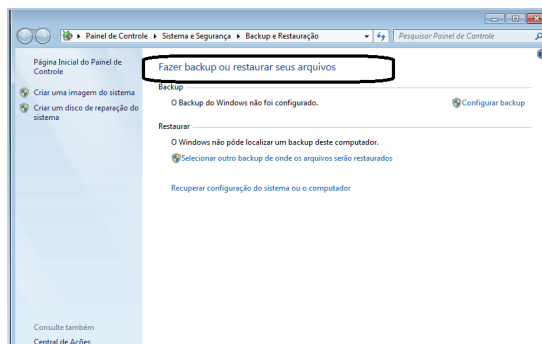 Painel de Controle ▸ Sistema e Segurança ▸ Backup e Restauração
Pesquisar Painel de Controle
Página Inicial do Painel de
Controle
Criar uma imagem do sistema
Criar um disco de reparação do
sistema
Fazer backup ou restaurar seus arquivos
Backup
O Backup do Windows não foi configurado.
Configurar backup
Restaurar
O Windows não pôde localizar um backup deste computador.
Selecionar outro backup de onde os arquivos serão restaurados
Recuperar configuração do sistema ou o computador
Consulte também
Central de Ações